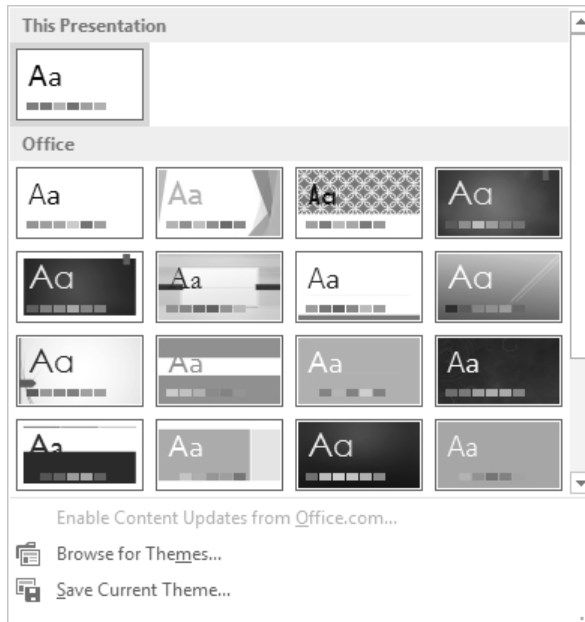 This Presentation
Aa
Office
Aa Aa Aa Aa
Aa Aa Aa Aa
Aa Aa Aa Aa
Aa Aa Aa Aa
Enable Content Updates from Office.com...
Browse for Themes...
Save Current Theme...